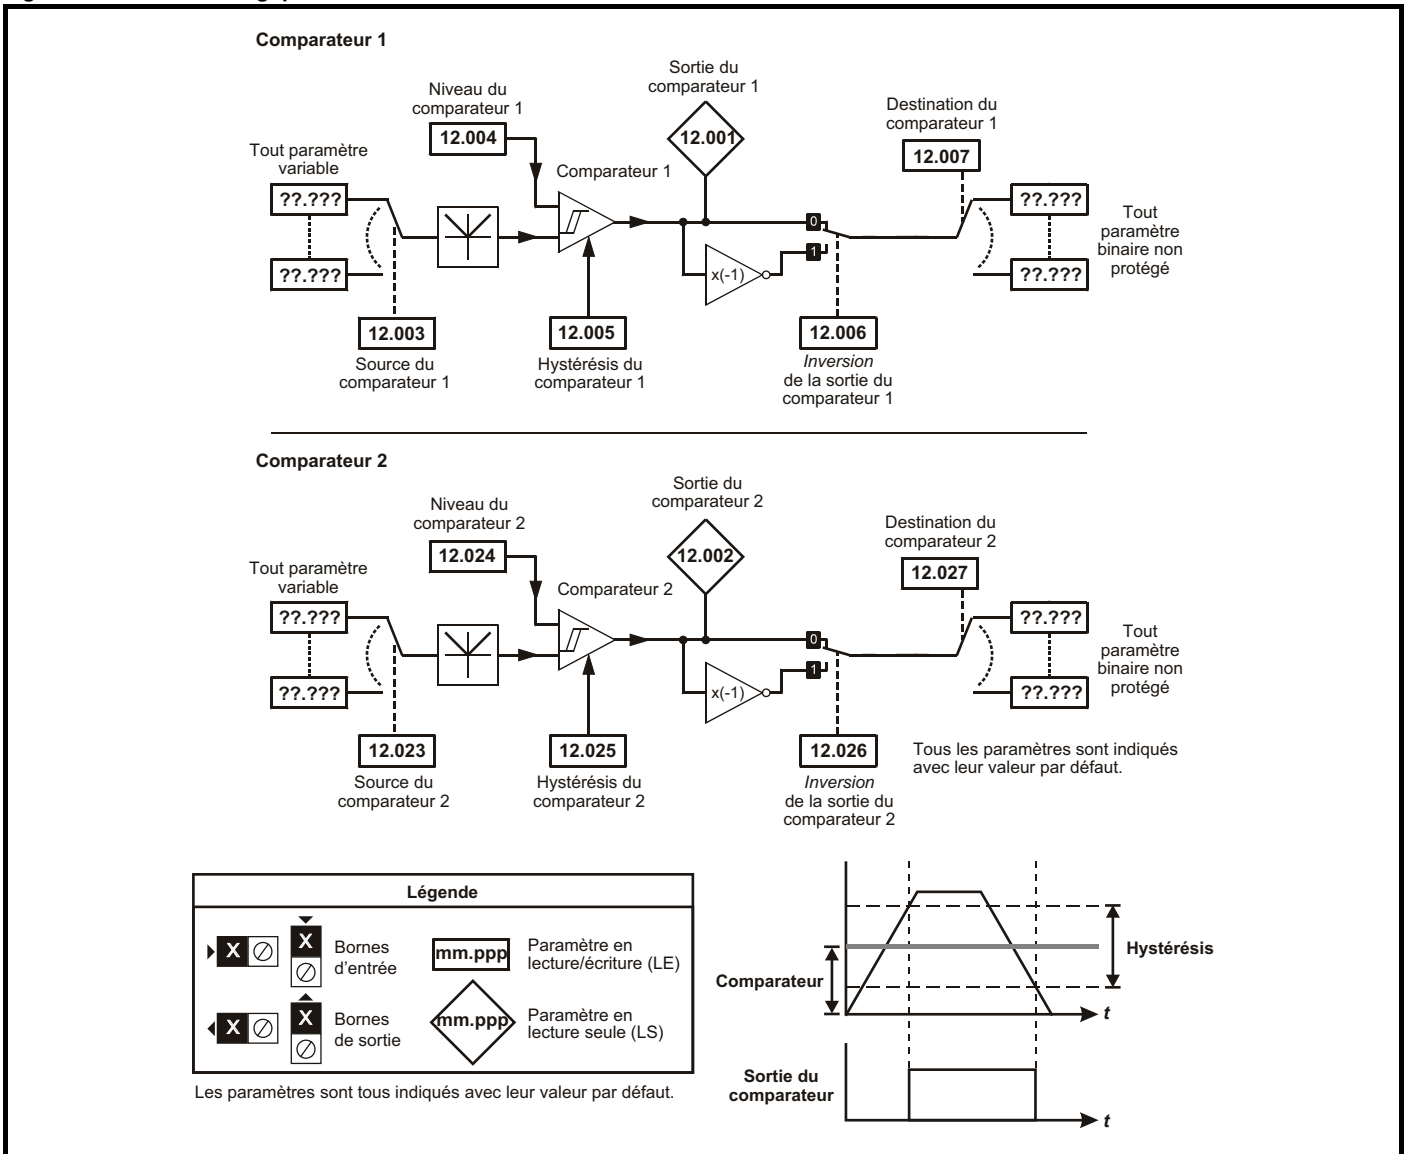 Comparateur 1
Sortie du
comparateur 1
12.001
Niveau du
comparateur 1
12.004
Destination du
comparateur 1
12.007
Tout paramètre
variable
??.???
??.???
Comparateur 1
0
1
x(-1)
??.???
??.???
Tout
paramètre
binaire non
protégé
12.003
Source du
comparateur 1
12.005
Hystérésis du
comparateur 1
12.006
Inversion
de la sortie du
comparateur 1
Comparateur 2
Sortie du
comparateur 2
12.002
Niveau du
comparateur 2
12.024
Destination du
comparateur 2
12.027
Tout paramètre
variable
??.???
??.???
Comparateur 2
0
1
x(-1)
??.???
??.???
Tout
paramètre
binaire non
protégé
12.023
Source du
comparateur 2
12.025
Hystérésis du
comparateur 2
12.026
Inversion
de la sortie du
comparateur 2
Tous les paramètres sont indiqués
avec leur valeur par défaut.
Légende
X
X
Bornes
d'entrée
mm.ppp
Paramètre en
lecture/écriture (LE)
X
X
Bornes
de sortie
mm.ppp
Paramètre en
lecture seule (LS)
Les paramètres sont tous indiqués avec leur valeur par défaut.
Comparateur
Hystérésis
t
Sortie du
comparateur
t